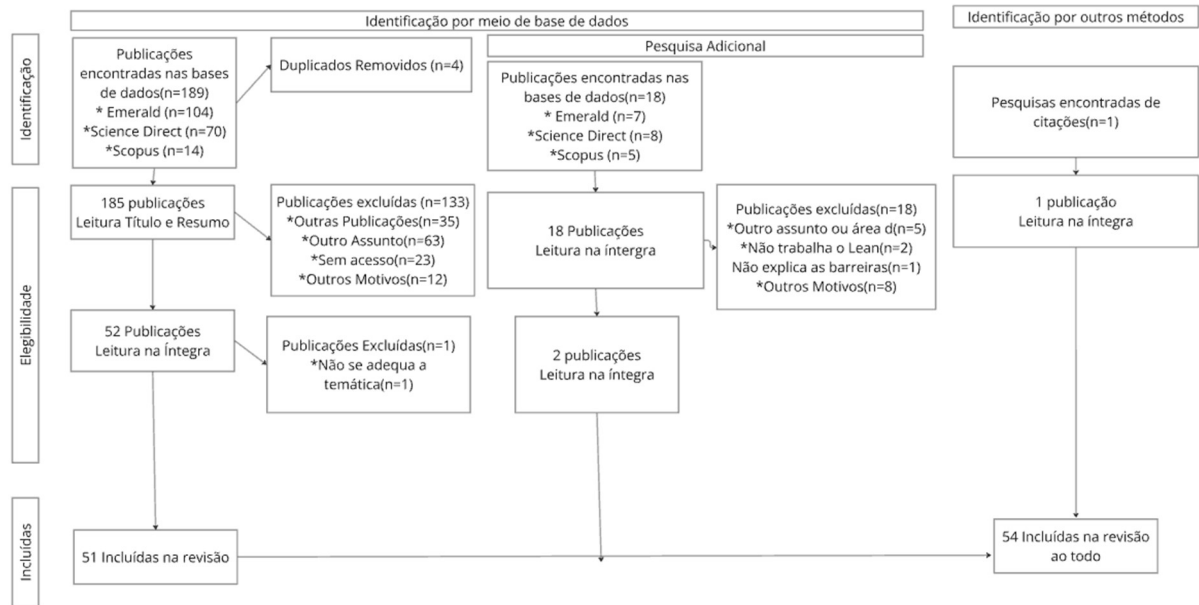 Identificação por meio de base de dados
Identificação por outros métodos
Pesquisa Adicional
Identificação
Publicações
encontradas nas bases
de dados(n=189)
* Emerald (n=104)
*Science Direct (n=70)
*Scopus (n=14)
Duplicados Removidos (n=4)
Publicações encontradas nas
bases de dados(n=18)
* Emerald (n=7)
*Science Direct (n=8)
*Scopus (n=5)
Pesquisas encontradas de
citações(n=1)
Elegibilidade
185 publicações
Leitura Título e Resumo
Publicações excluídas (n=133)
*Outras Publicações(n=35)
*Outro Assunto(n=63)
*Sem acesso(n=23)
*Outros Motivos(n=12)
18 Publicações
Leitura na íntergra
Publicações excluídas(n=18)
*Outro assunto ou área d(n=5)
*Não trabalha o Lean(n=2)
Não explica as barreiras(n=1)
*Outros Motivos(n=8)
1 publicação
Leitura na íntegra
52 Publicações
Leitura na Íntegra
Publicações Excluídas(n=1)
*Não se adequa a
temática(n=1)
2 publicações
Leitura na íntegra
Incluídas
51 Incluídas na revisão
54 Incluídas na revisão
ao todo